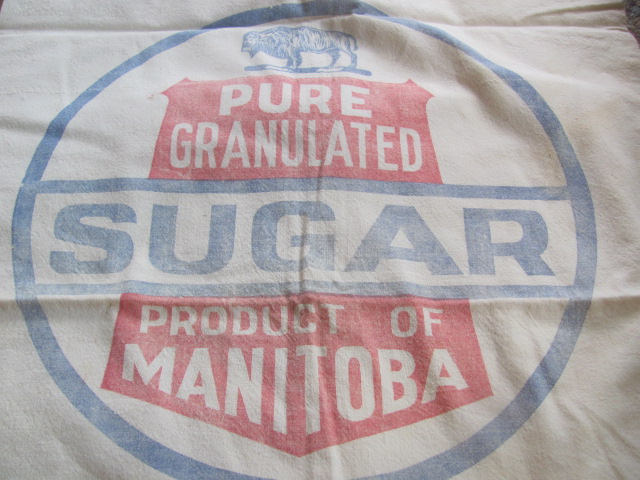 PURE
GRANULATED
SUGAR
PRODUCT OF
MANITOBA